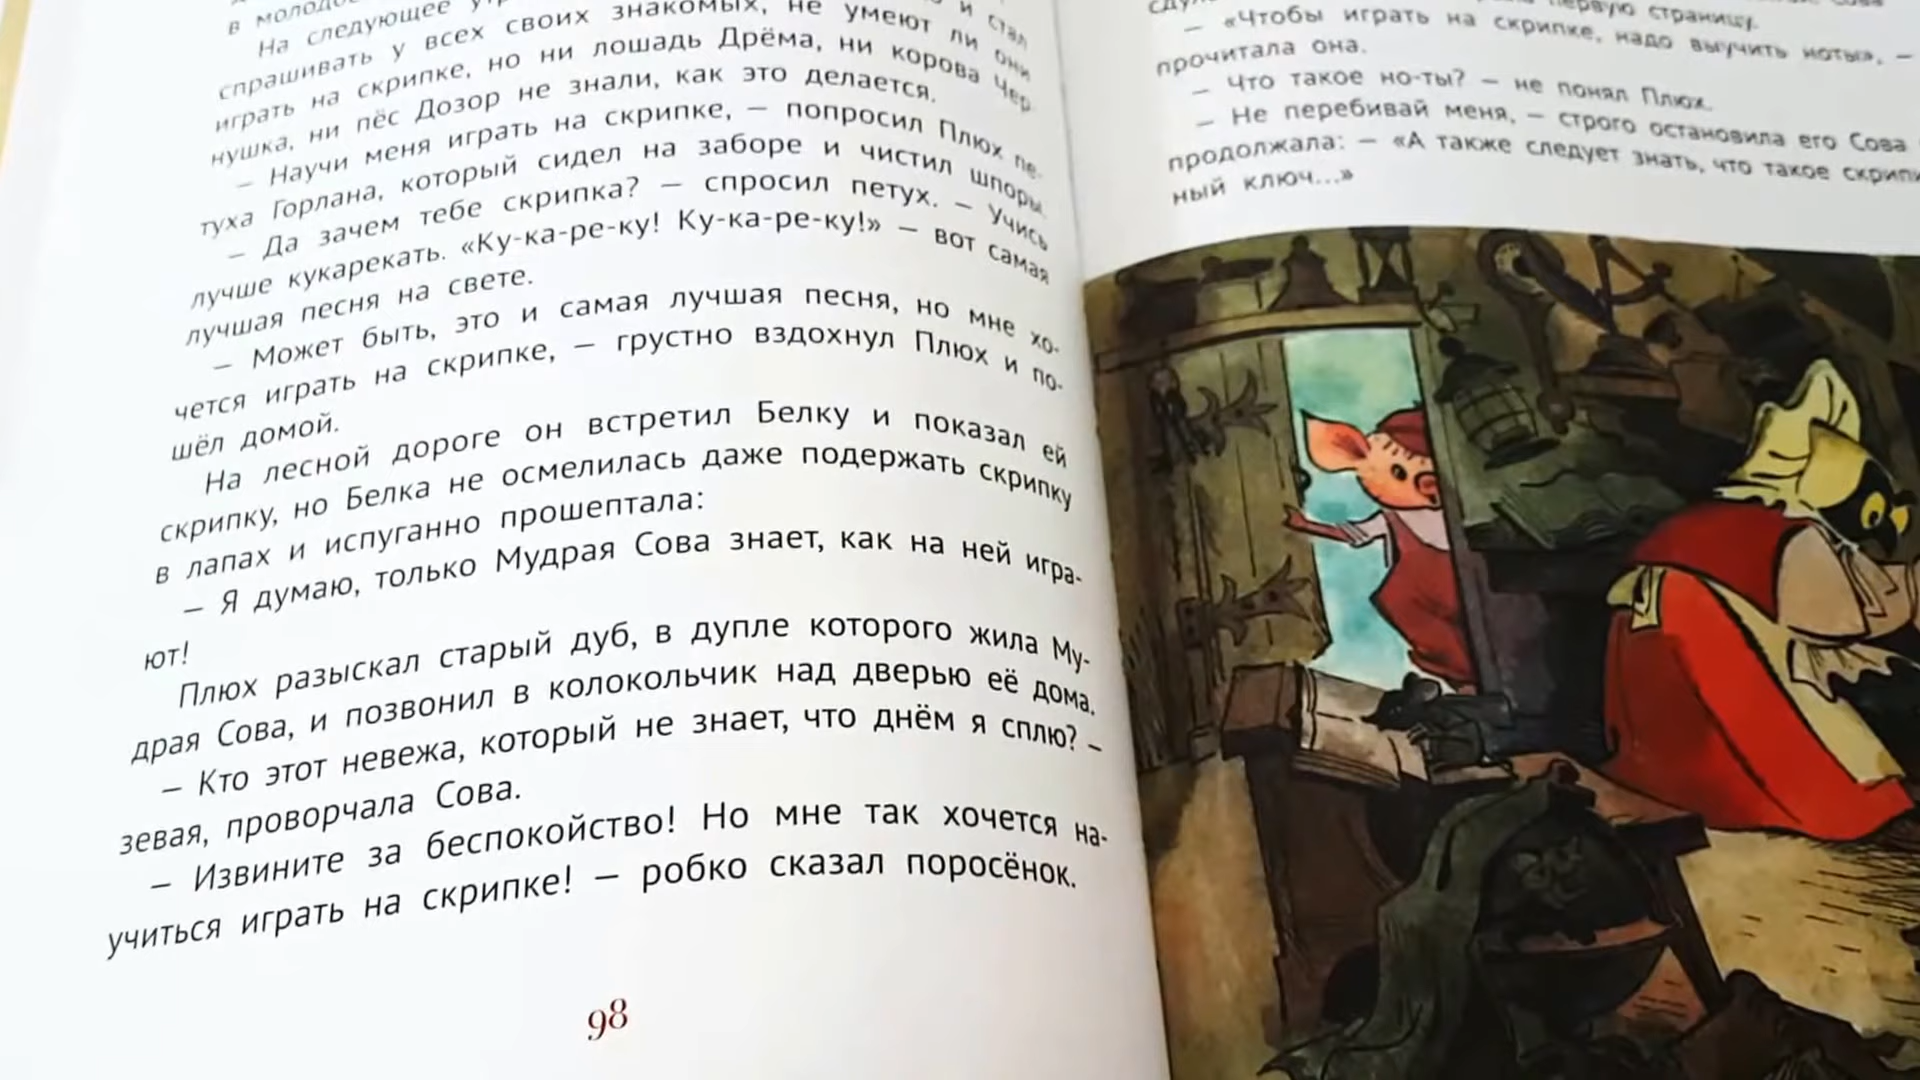 в молодос
На следующее и стал
спрашивать у всех своих знакомых, не умеют ли они
играть на скрипке, но ни лошадь Дрёма, ни корова Чер
нушка, ни пёс Дозор не знали, как это делается.
– Научи меня играть на скрипке, – попросил Плюх пе-
туха Горлана, который сидел на заборе и чистил шпоры.
– Да зачем тебе скрипка? – спросил петух. – Учись
лучше кукарекать. «Ку-ка-ре-ку! Ку-ка-ре-ку!» – вот самая
лучшая песня на свете.
– Может быть, это и самая лучшая песня, но мне хо-
чется играть на скрипке, – грустно вздохнул Плюх и по-
шёл домой.
На лесной дороге он встретил Белку и показал ей
скрипку, но Белка не осмелилась даже подержать скрипку
в лапах и испуганно прошептала:
– Я думаю, только Мудрая Сова знает, как на ней игра-
ют!
Плюх разыскал старый дуб, в дупле которого жила Му-
драя Сова, и позвонил в колокольчик над дверью её дома.
– Кто этот невежа, который не знает, что днём я сплю? –
зевая, проворчала Сова.
– Извините за беспокойство! Но мне так хочется на-
учиться играть на скрипке! – робко сказал поросёнок.
98
первую страницу.
– «Чтобы играть на скрипке, надо выучить ноты», –
прочитала она.
– Что такое но-ты? – не понял Плюх.
– Не перебивай меня, – строго остановила его Сова
продолжала: – «А также следует знать, что такое скрипи
ный ключ...»